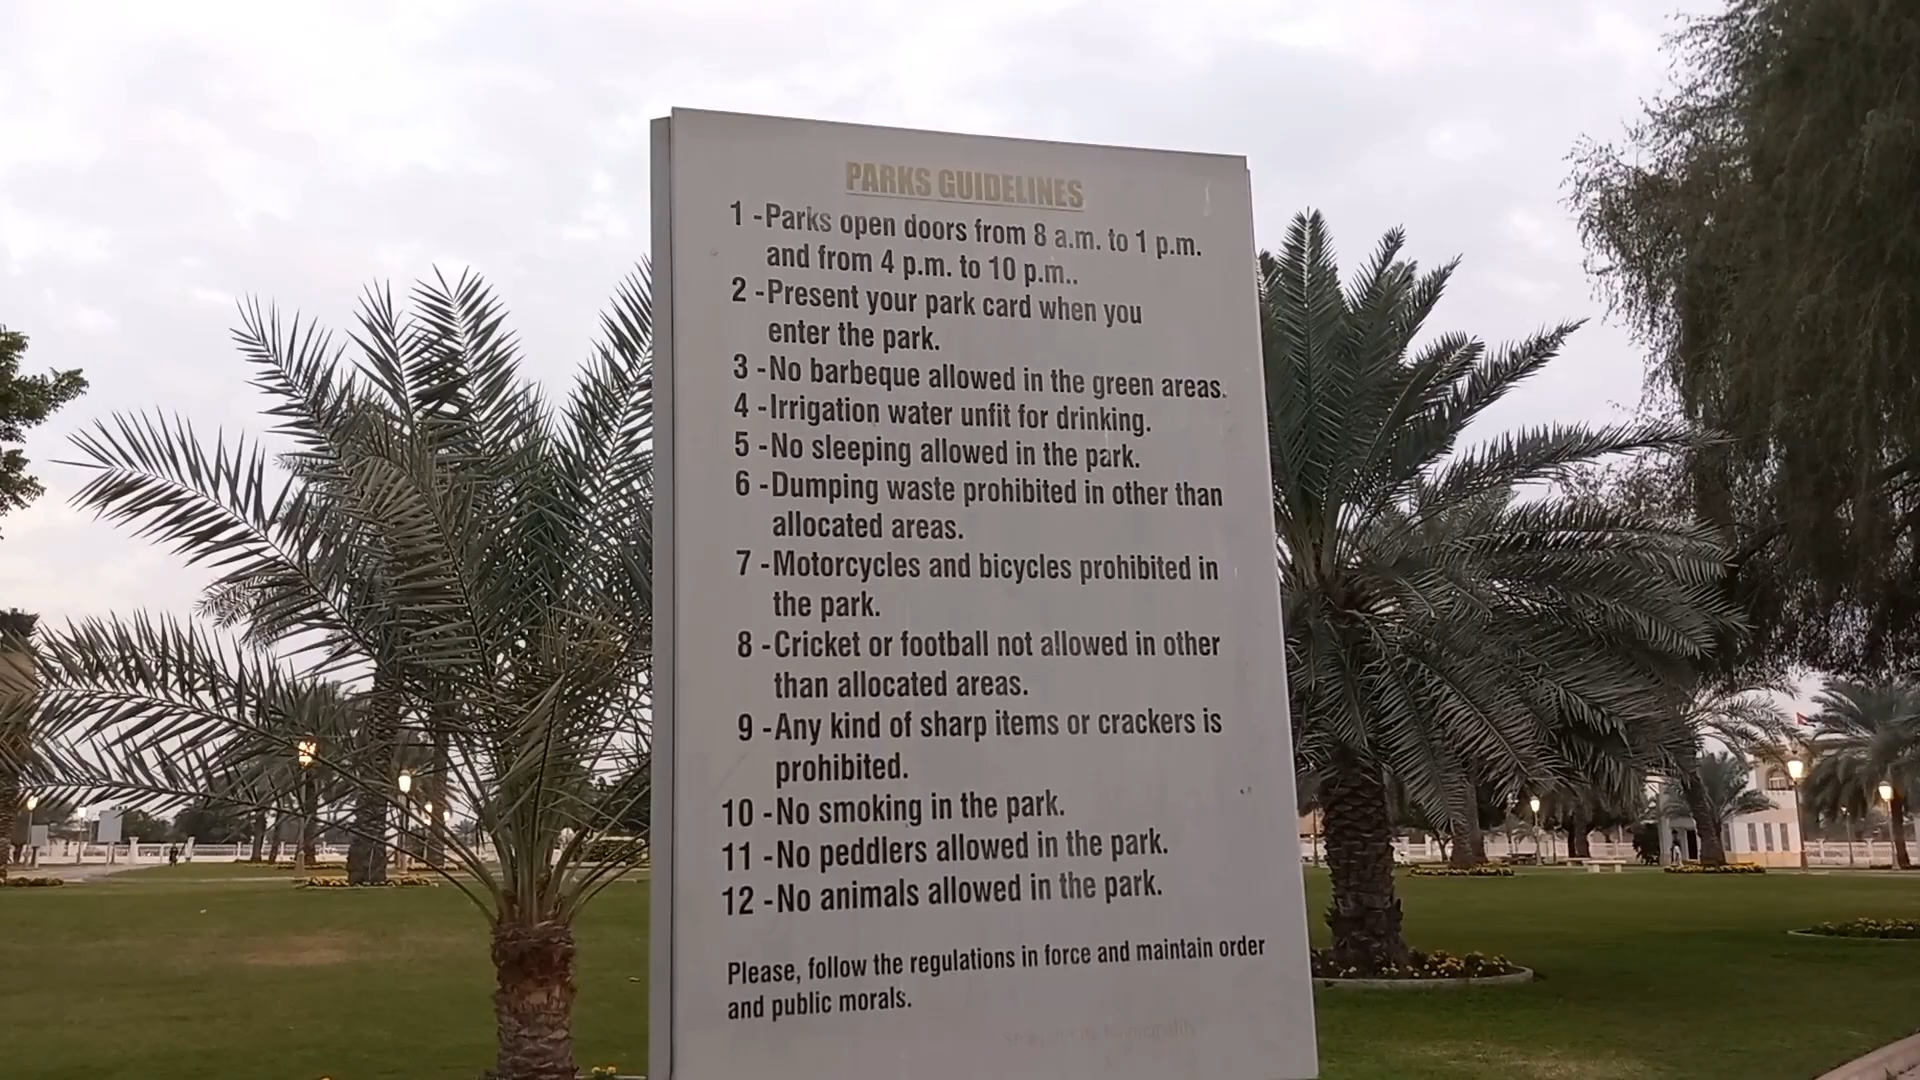 PARKS GUIDELINES
1 -Parks open doors from 8 a.m. to 1 p.m.
and from 4 p.m. to 10 p.m..
2 -Present your park card when you
enter the park.
3 -No barbeque allowed in the green areas.
4 -Irrigation water unfit for drinking.
5 -No sleeping allowed in the park.
6 -Dumping waste prohibited in other than
allocated areas.
7 -Motorcycles and bicycles prohibited in
the park.
8 -Cricket or football not allowed in other
than allocated areas.
9 -Any kind of sharp items or crackers is
prohibited.
10 -No smoking in the park.
11 -No peddlers allowed in the park.
12 -No animals allowed in the park.
Please, follow the regulations in force and maintain order
and public morals.